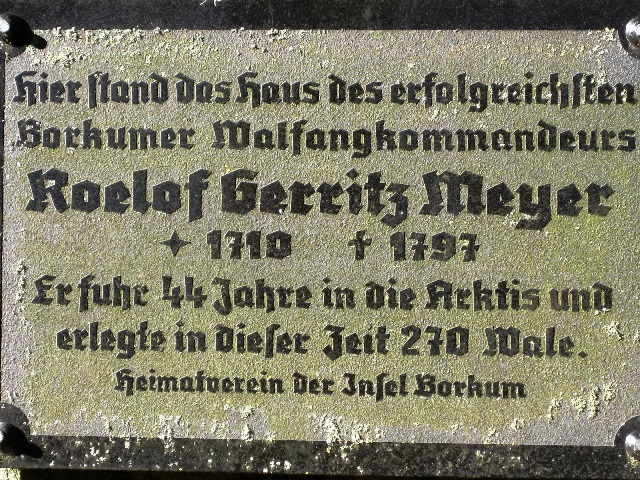 Hier stand das Haus des erfolgreichsten
Borkumer Walfangkommandeurs
Roelof Gerritz Meyer
✦ 1710 † 1797
Er fuhr 44 Jahre in die Arktis und
erlegte in dieser Zeit 270 Wale.
Heimatverein der Insel Borkum